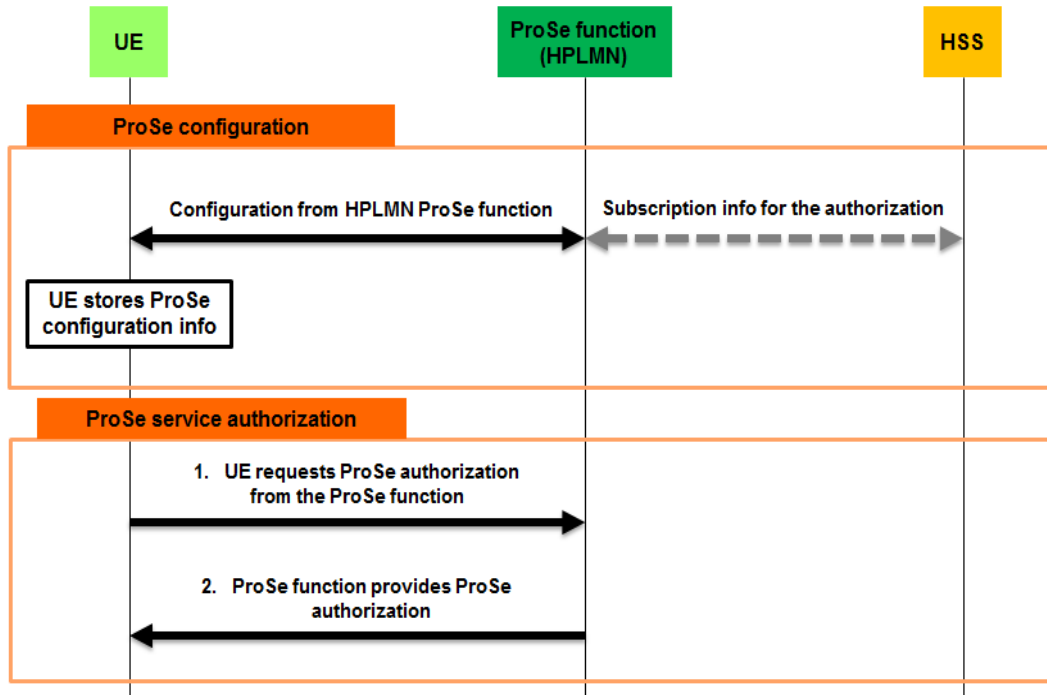 UE
ProSe function
(HPLMN)
HSS
ProSe configuration
Configuration from HPLMN ProSe function
Subscription info for the authorization
UE stores ProSe
configuration info
ProSe service authorization
1. UE requests ProSe authorization
from the ProSe function
2. ProSe function provides ProSe
authorization